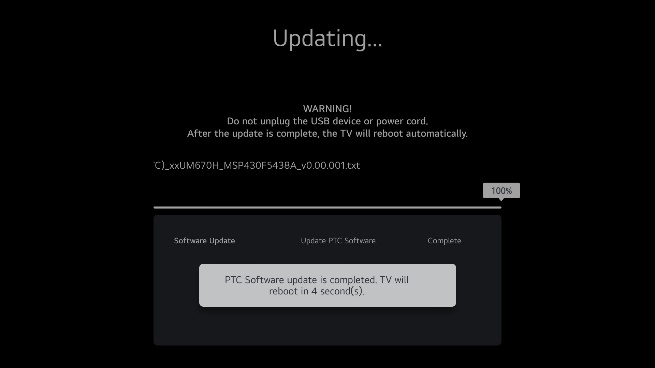 Updating...
WARNING!
Do not unplug the USB device or power cord.
After the update is complete, the TV will reboot automatically.
C)_xxUM670H_MSP430F5438A_v0.00.001.txt
100%
Software Update Update PTC Software Complete
PTC Software update is completed. TV will
reboot in 4 second(s).